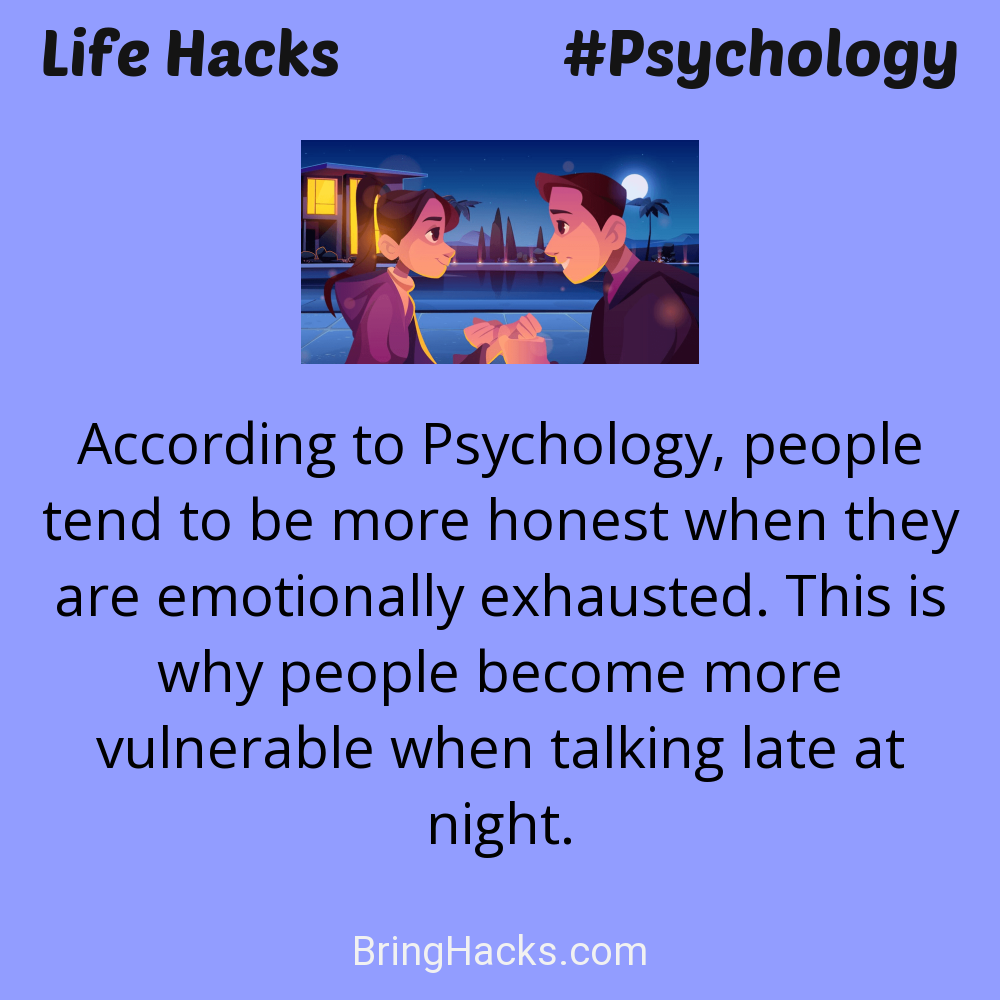 Life Hacks #Psychology
According to Psychology, people
tend to be more honest when they
are emotionally exhausted. This is
why people become more
vulnerable when talking late at
night.
BringHacks.com